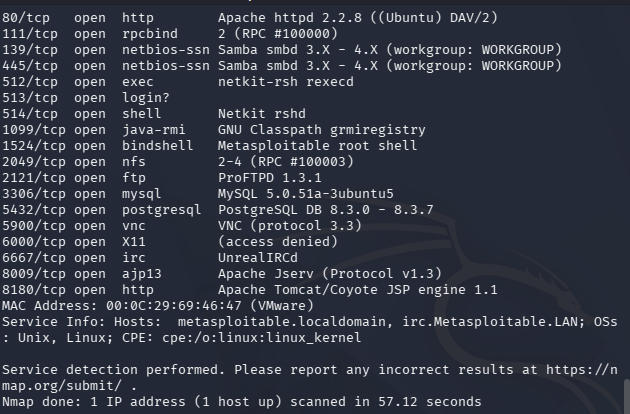 80/tcp   open  http        Apache httpd 2.2.8 ((Ubuntu) DAV/2)
111/tcp  open  rpcbind     2 (RPC #100000)
139/tcp  open  netbios-ssn Samba smbd 3.X - 4.X (workgroup: WORKGROUP)
445/tcp  open  netbios-ssn Samba smbd 3.X - 4.X (workgroup: WORKGROUP)
512/tcp  open  exec        netkit-rsh rexecd
513/tcp  open  login?
514/tcp  open  shell       Netkit rshd
1099/tcp open  java-rmi    GNU Classpath grmiregistry
1524/tcp open  bindshell   Metasploitable root shell
2049/tcp open  nfs         2-4 (RPC #100003)
2121/tcp open  ftp         ProFTPD 1.3.1
3306/tcp open  mysql       MySQL 5.0.51a-3ubuntu5
5432/tcp open  postgresql  PostgreSQL DB 8.3.0 - 8.3.7
5900/tcp open  vnc         VNC (protocol 3.3)
6000/tcp open  X11         (access denied)
6667/tcp open  irc         UnrealIRCd
8009/tcp open  ajp13       Apache Jserv (Protocol v1.3)
8180/tcp open  http        Apache Tomcat/Coyote JSP engine 1.1
MAC Address: 00:0C:29:69:46:47 (VMware)
Service Info: Hosts:  metasploitable.localdomain, irc.Metasploitable.LAN; OSs
: Unix, Linux; CPE: cpe:/o:linux:linux_kernel

Service detection performed. Please report any incorrect results at https://n
map.org/submit/ .
Nmap done: 1 IP address (1 host up) scanned in 57.12 seconds